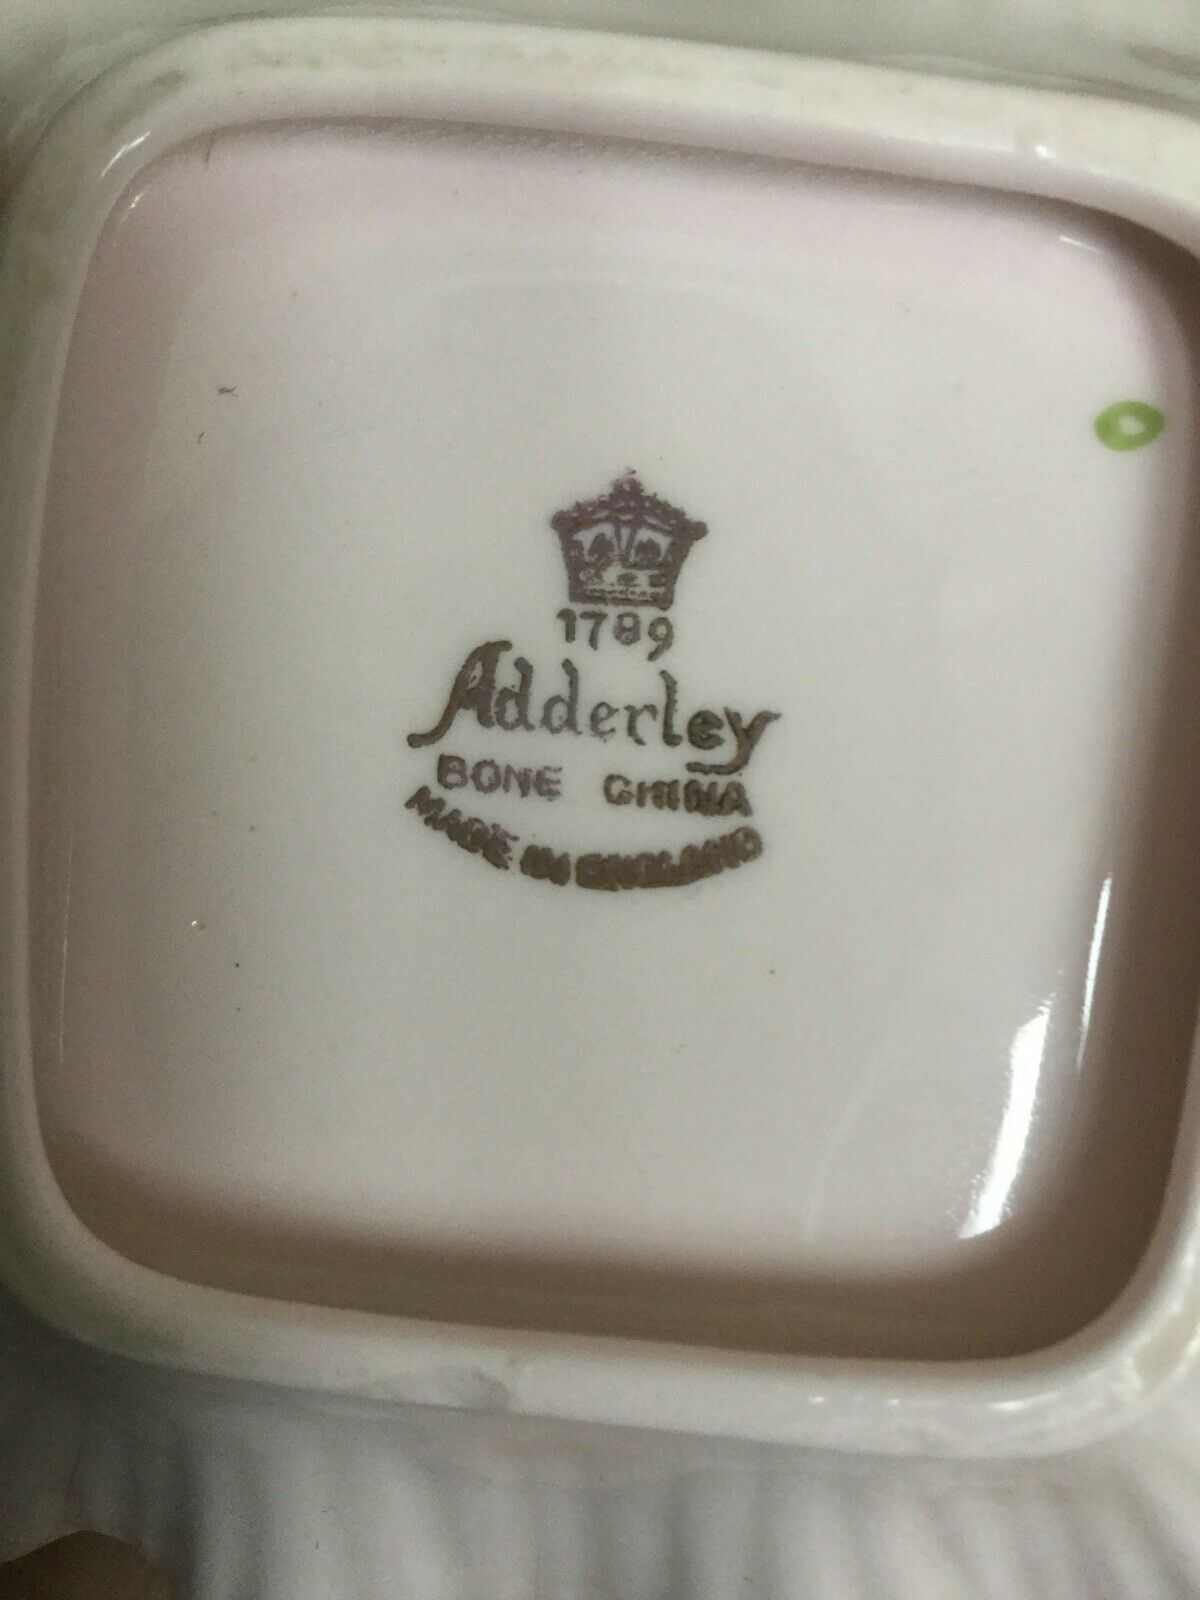 1789
Adderley
BONE CHINA
MADE IN ENGLAND